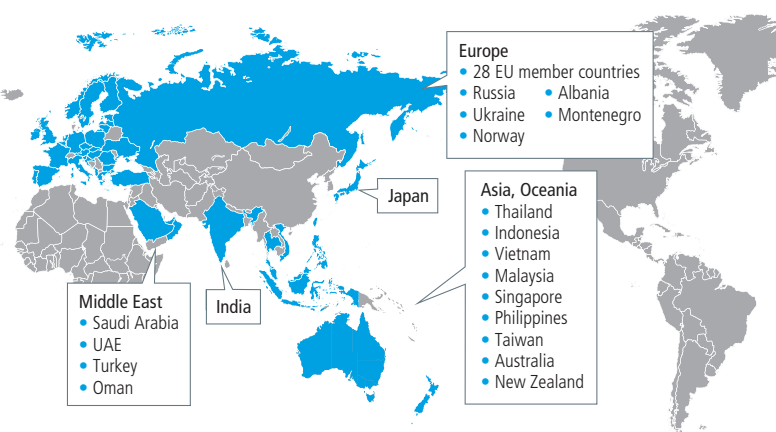 Europe
• 28 EU member countries
• Russia • Albania
• Ukraine • Montenegro
• Norway
Japan
Asia, Oceania
• Thailand
• Indonesia
• Vietnam
• Malaysia
• Singapore
• Philippines
• Taiwan
• Australia
• New Zealand
India
Middle East
• Saudi Arabia
• UAE
• Turkey
• Oman